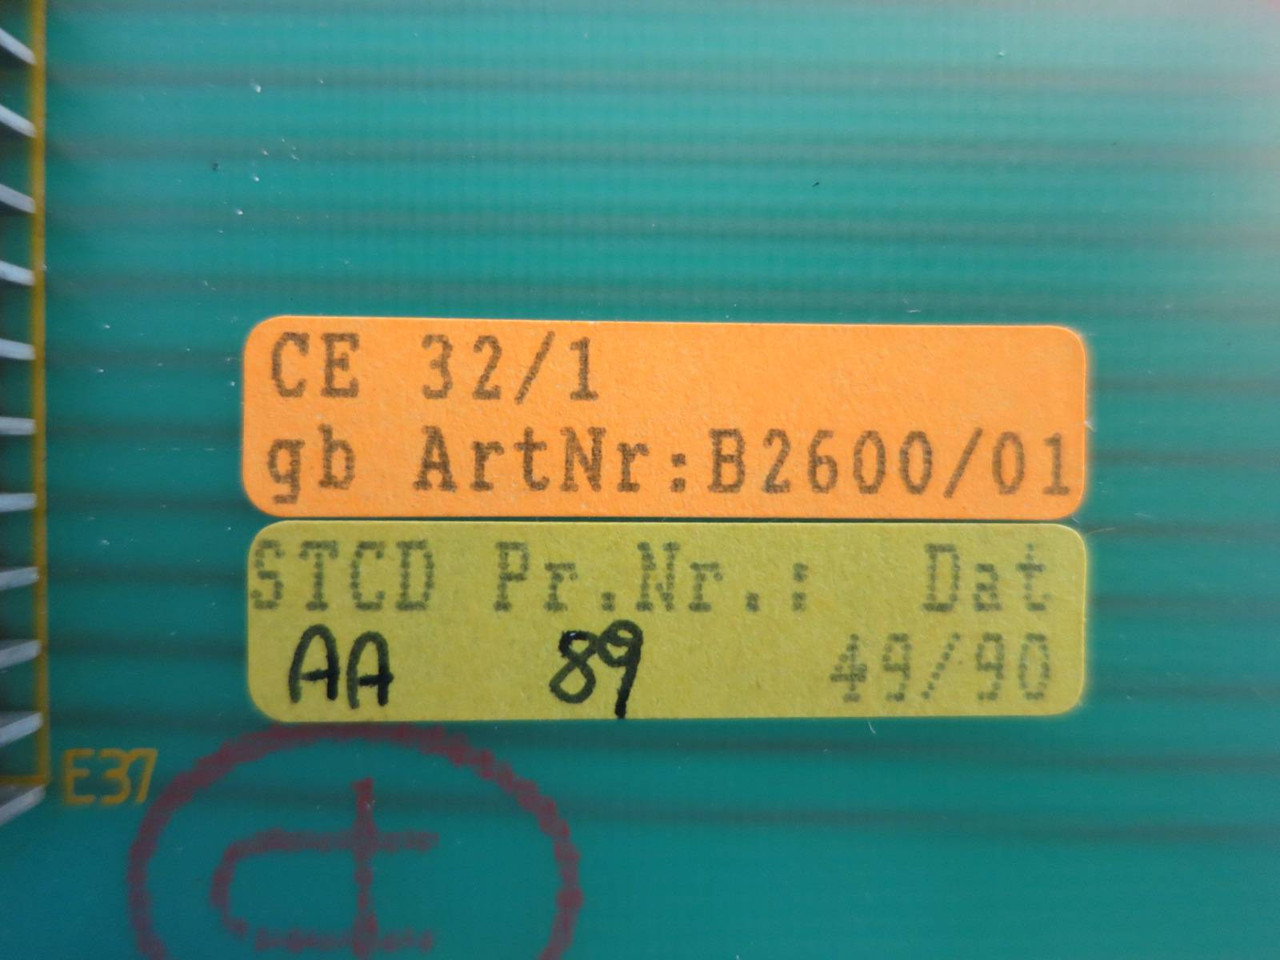 CE 32/1
gb ArtNr:B2600/01
STCD Pr.Nr.: Dat
AA 89 49/90
E37